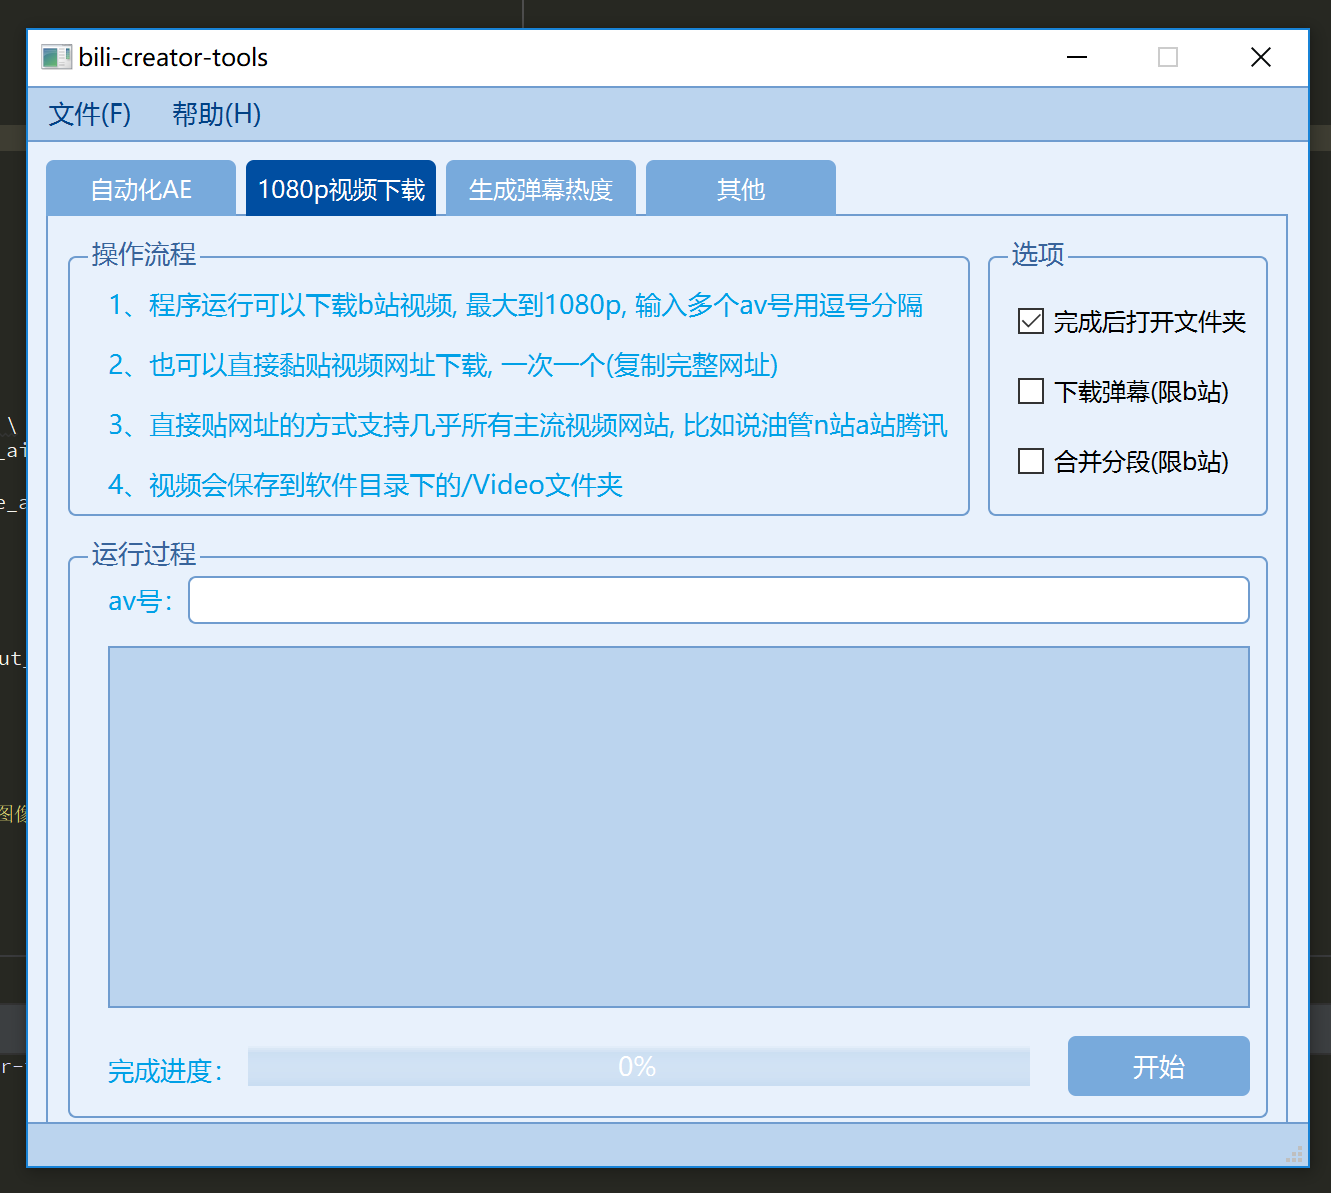 bili-creator-tools
文件(F) 帮助(H)
自动化AE 1080p视频下载 生成弹幕热度 其他
操作流程
1、程序运行可以下载b站视频, 最大到1080p, 输入多个av号用逗号分隔
2、也可以直接黏贴视频网址下载, 一次一个(复制完整网址)
3、直接贴网址的方式支持几乎所有主流视频网站, 比如说油管n站a站腾讯
4、视频会保存到软件目录下的/Video文件夹
选项
完成后打开文件夹
下载弹幕(限b站)
合并分段(限b站)
运行过程
av号：
完成进度： 0% 开始
\
_ai
e_a
ut_
图像
r-